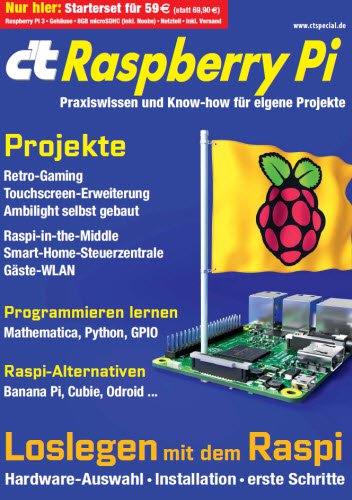 Nur hier: Starterset für 59 € (statt 69,90 €)
Raspberry Pi 3 • Gehäuse • 8GB microSDHC (inkl. Noobs) • Netzteil • inkl. Versand
www.ctspecial.de
c't Raspberry Pi
Praxiswissen und Know-how für eigene Projekte
Projekte
Retro-Gaming
Touchscreen-Erweiterung
Ambilight selbst gebaut
Raspi-in-the-Middle
Smart-Home-Steuerzentrale
Gäste-WLAN
Programmieren lernen
Mathematica, Python, GPIO
Raspi-Alternativen
Banana Pi, Cubie, Odroid ...
Loslegen mit dem Raspi
Hardware-Auswahl • Installation • erste Schritte